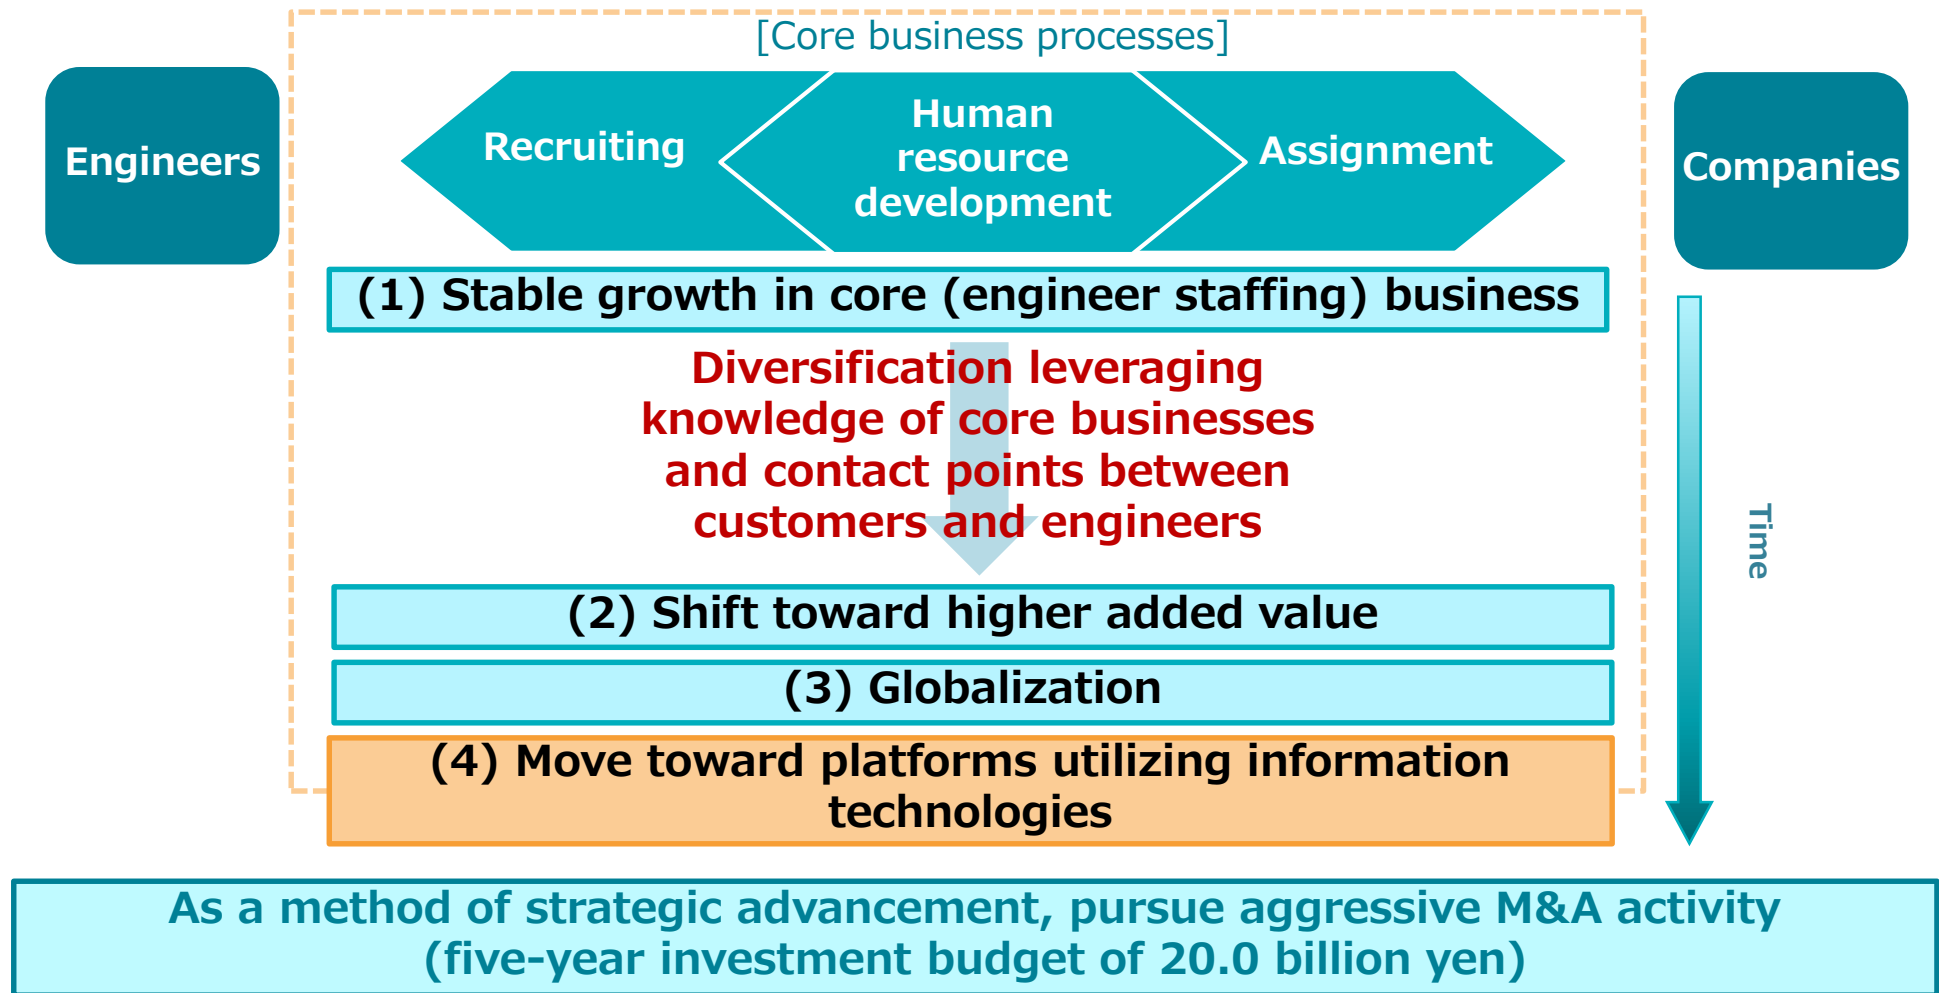 [Core business processes]
Engineers
Recruiting
Human
resource
development
Assignment
Companies
(1) Stable growth in core (engineer staffing) business
Diversification leveraging
knowledge of core businesses
and contact points between
customers and engineers
Time
(2) Shift toward higher added value
(3) Globalization
(4) Move toward platforms utilizing information
technologies
As a method of strategic advancement, pursue aggressive M&A activity
(five-year investment budget of 20.0 billion yen)